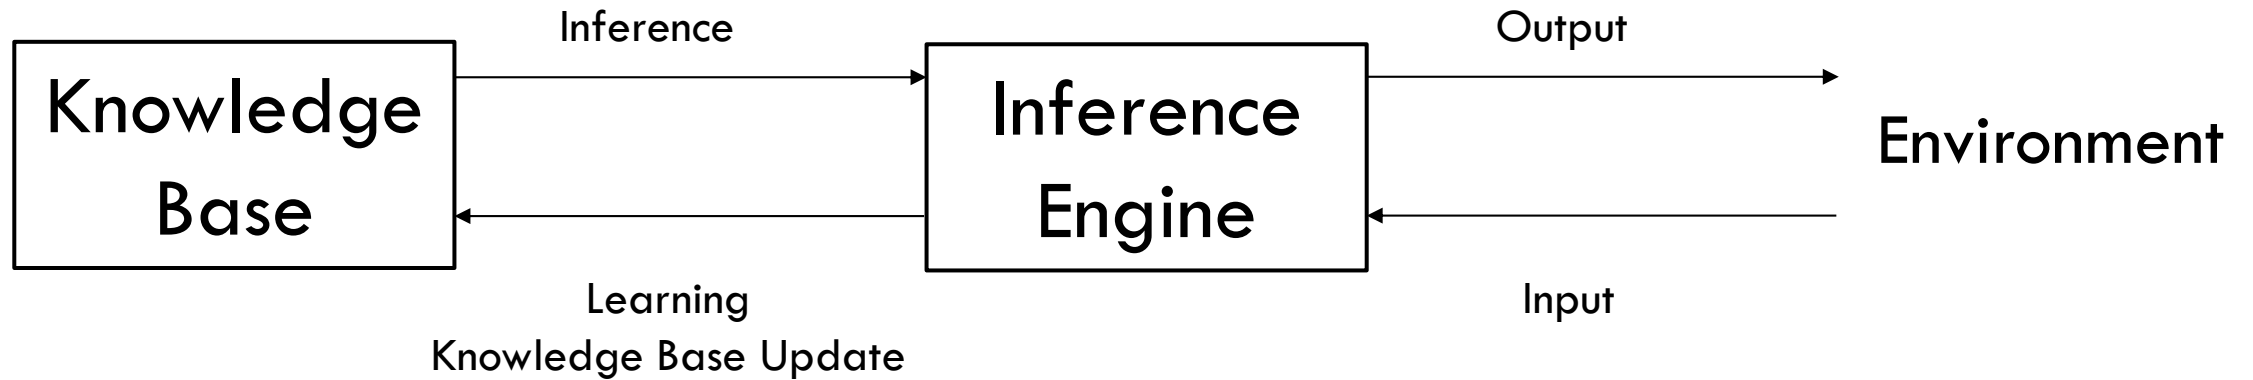 Inference
Output
Knowledge
Base
Inference
Engine
Environment
Learning
Knowledge Base Update
Input